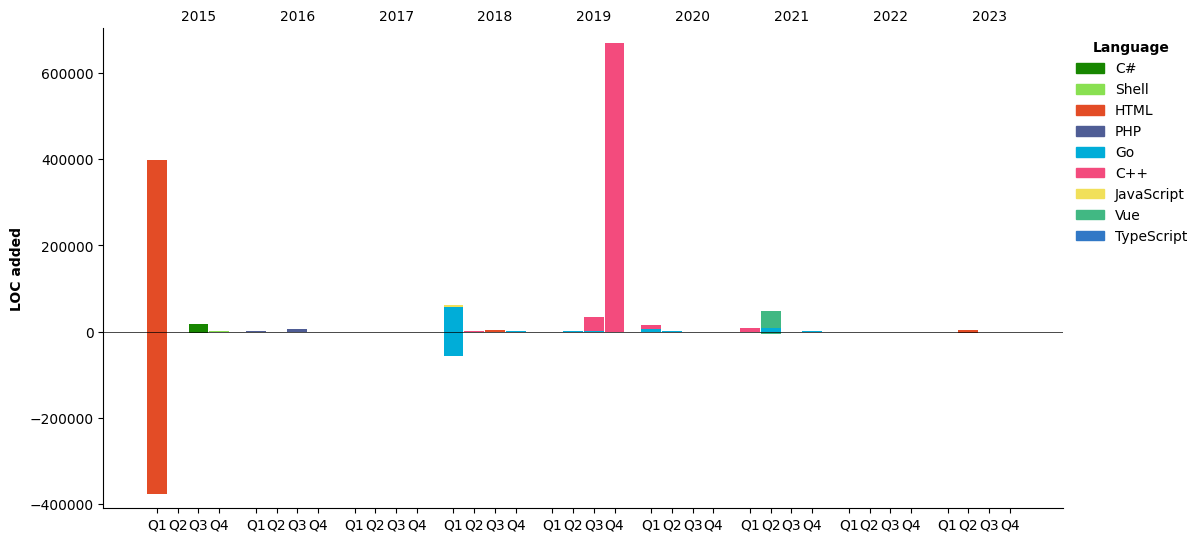 2015 2016 2017 2018 2019 2020 2021 2022 2023
Language
C#
Shell
HTML
PHP
Go
C++
JavaScript
Vue
TypeScript
LOC added
600000
400000
200000
0
−200000
−400000
Q1 Q2 Q3 Q4 Q1 Q2 Q3 Q4 Q1 Q2 Q3 Q4 Q1 Q2 Q3 Q4 Q1 Q2 Q3 Q4 Q1 Q2 Q3 Q4 Q1 Q2 Q3 Q4 Q1 Q2 Q3 Q4 Q1 Q2 Q3 Q4